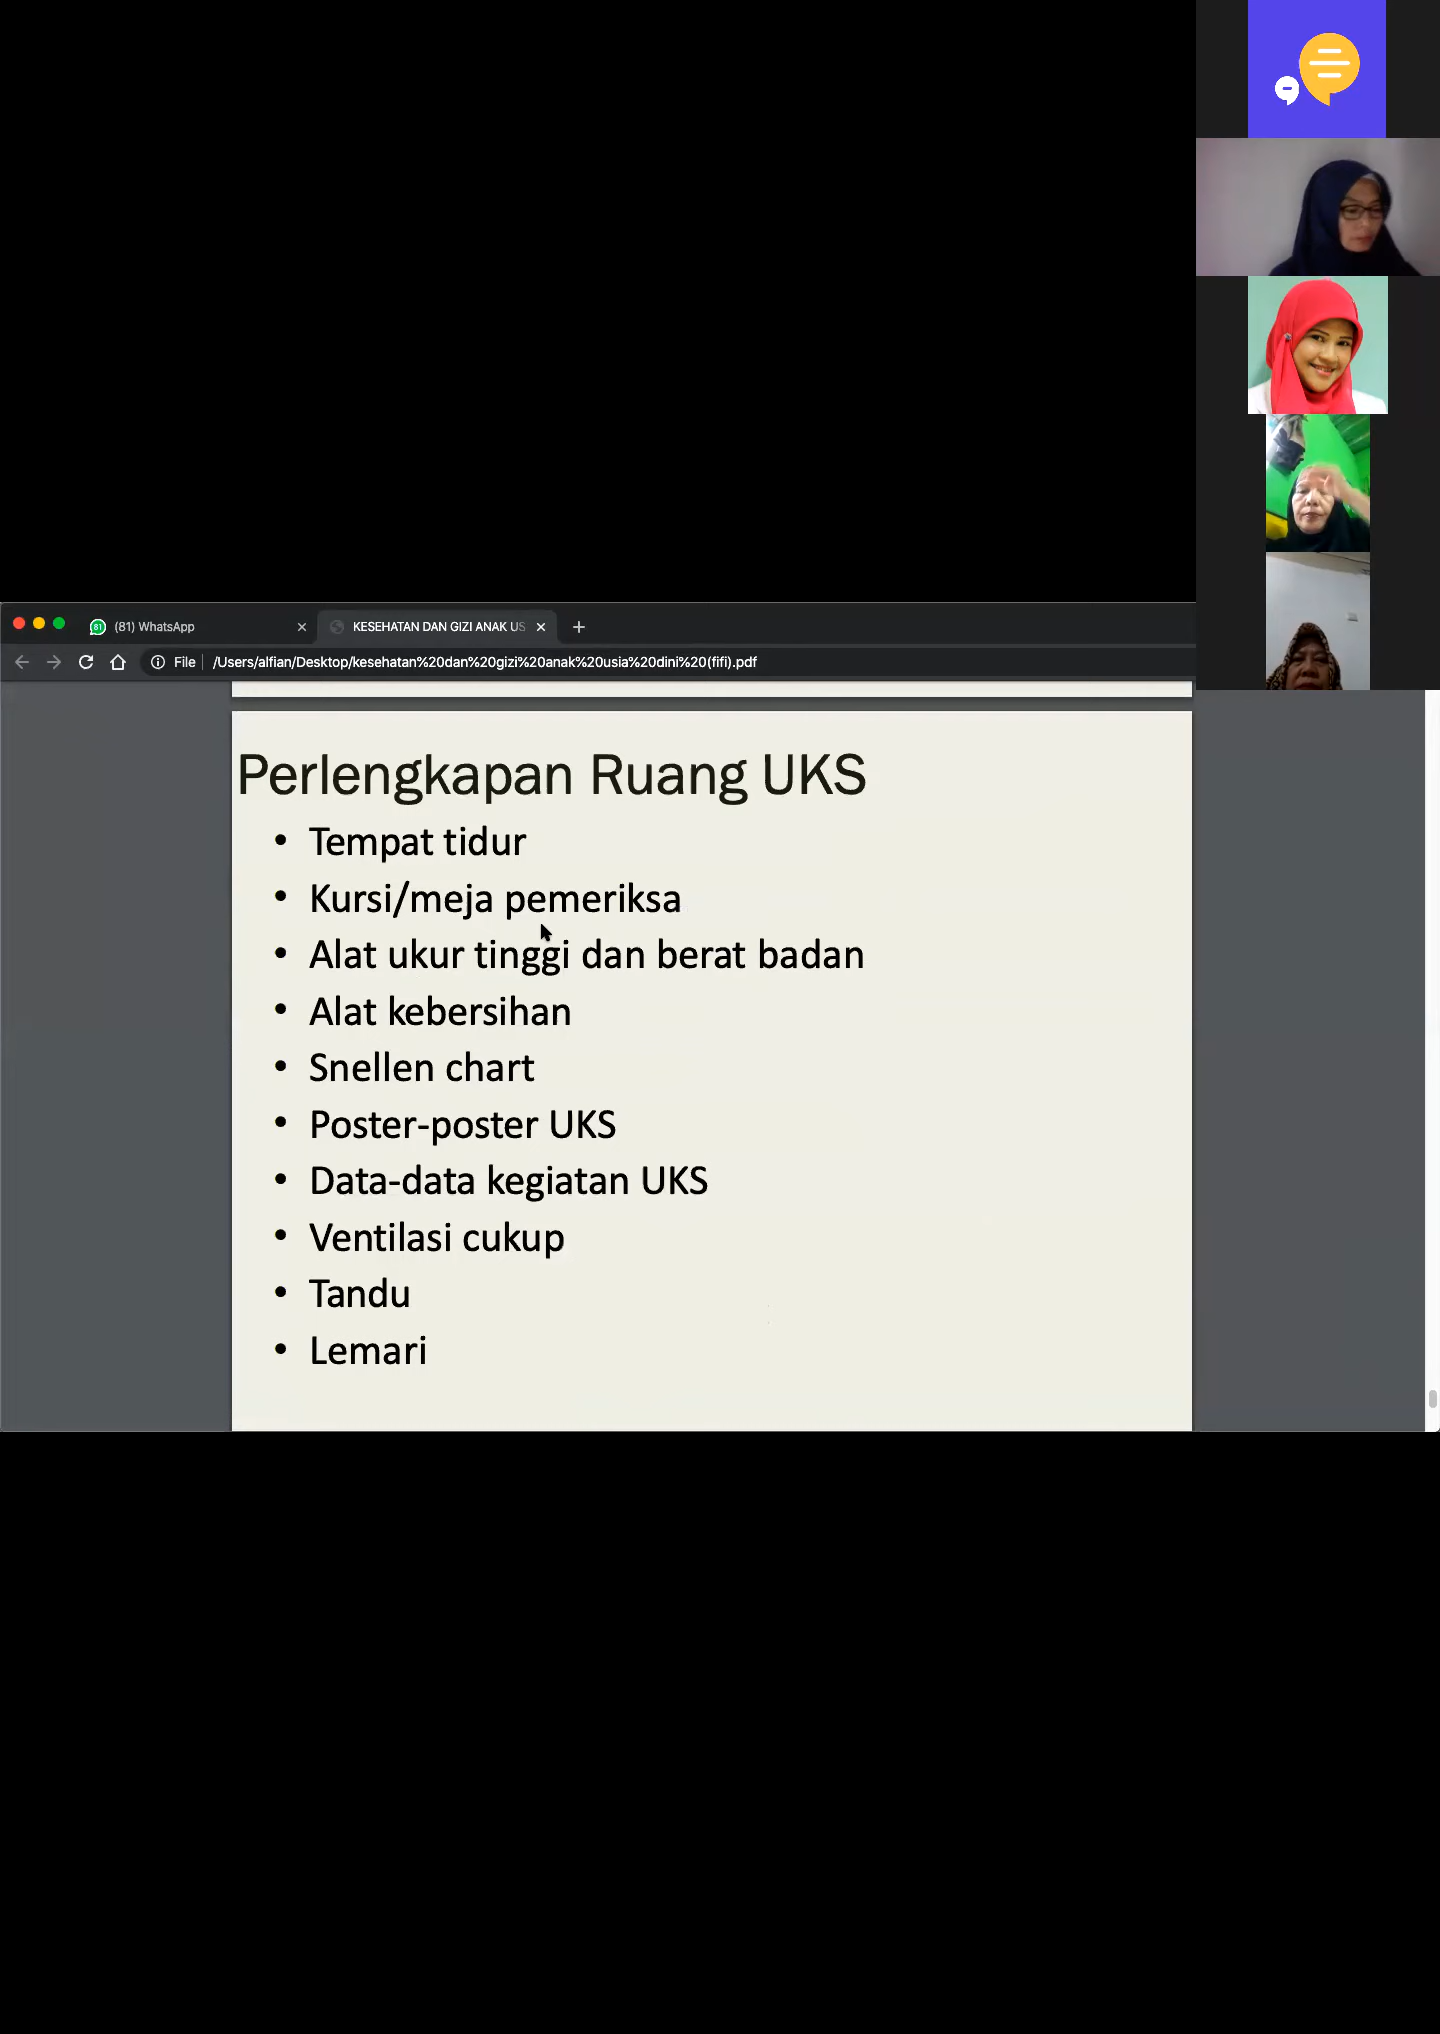 (81) WhatsApp
KESEHATAN DAN GIZI ANAK US
File
/Users/alfian/Desktop/kesehatan%20dan%20gizi%20anak%20usia%20dini%20(fifi).pdf
Perlengkapan Ruang UKS
• Tempat tidur
• Kursi/meja pemeriksa
• Alat ukur tinggi dan berat badan
• Alat kebersihan
• Snellen chart
• Poster-poster UKS
• Data-data kegiatan UKS
• Ventilasi cukup
• Tandu
• Lemari